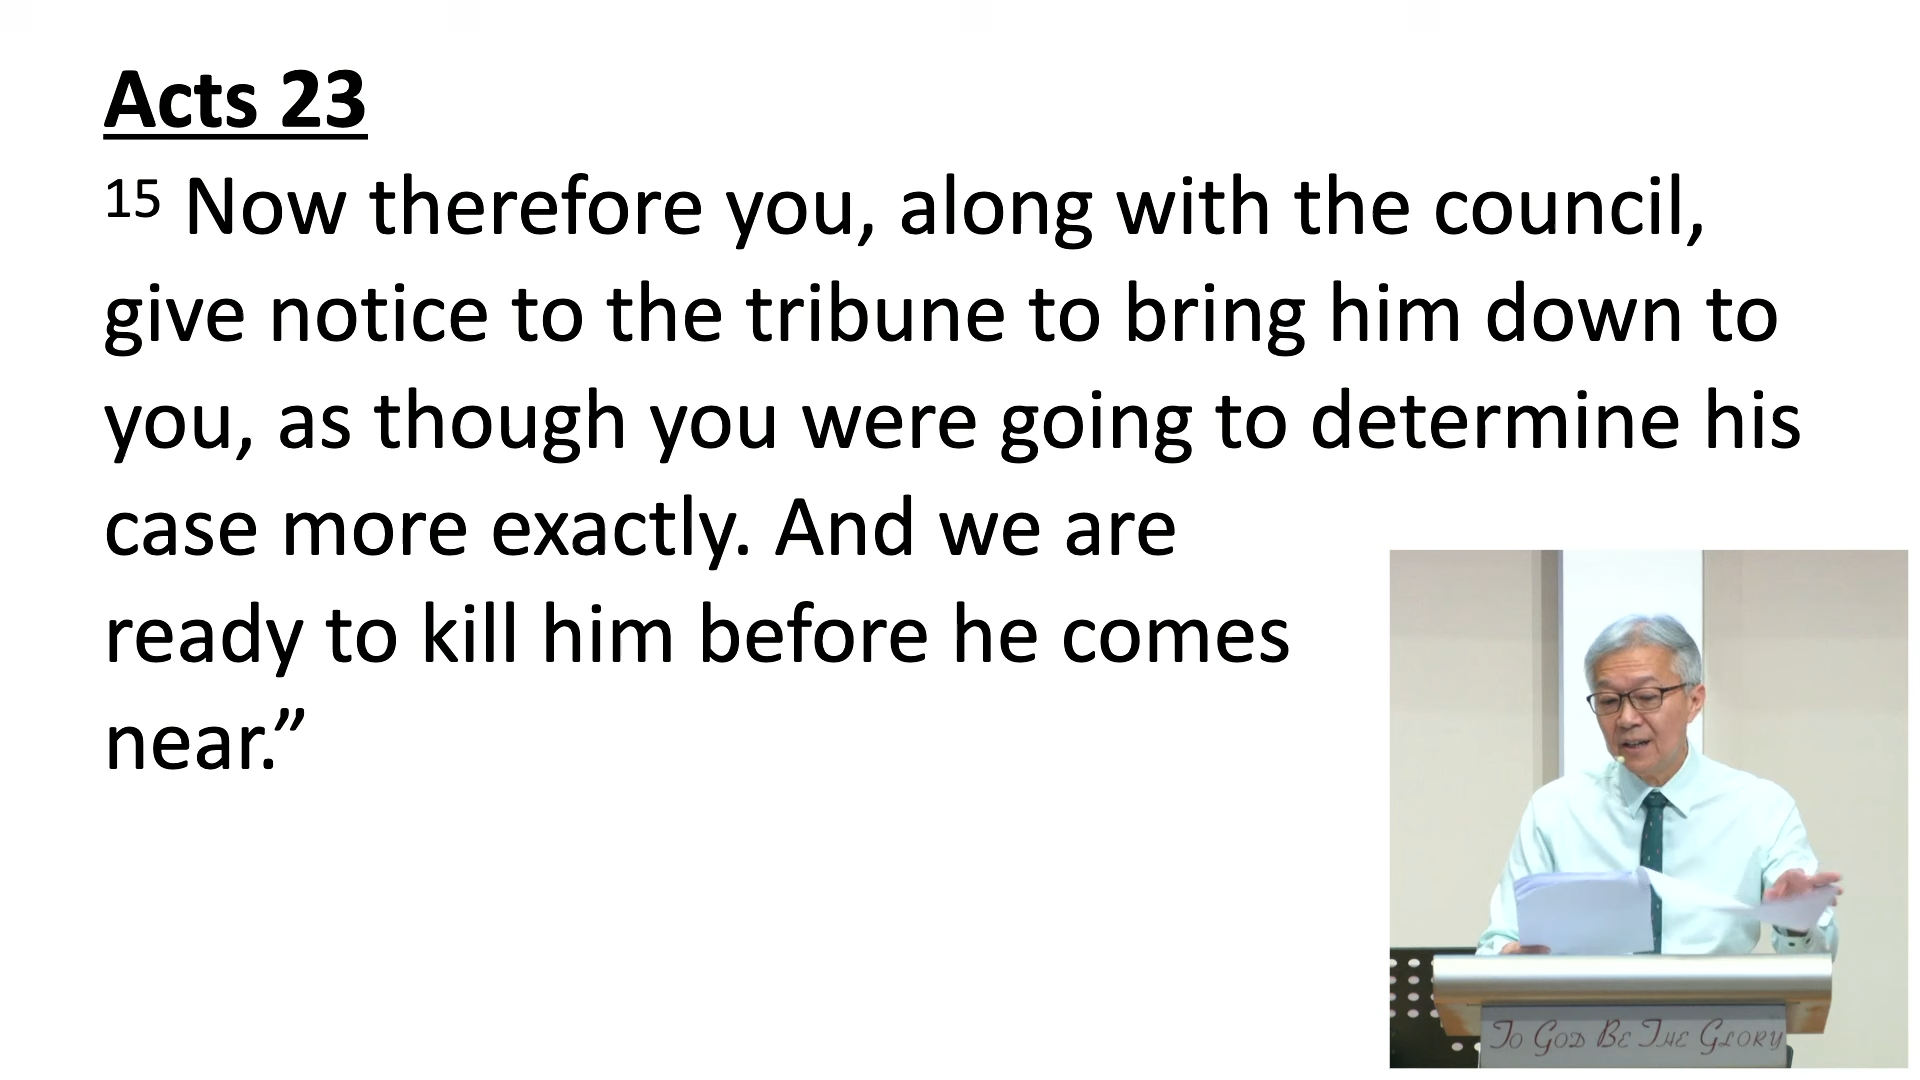 Acts 23
15 Now therefore you, along with the council,
give notice to the tribune to bring him down to
you, as though you were going to determine his
case more exactly. And we are
ready to kill him before he comes
near.”
To God Be The Glory